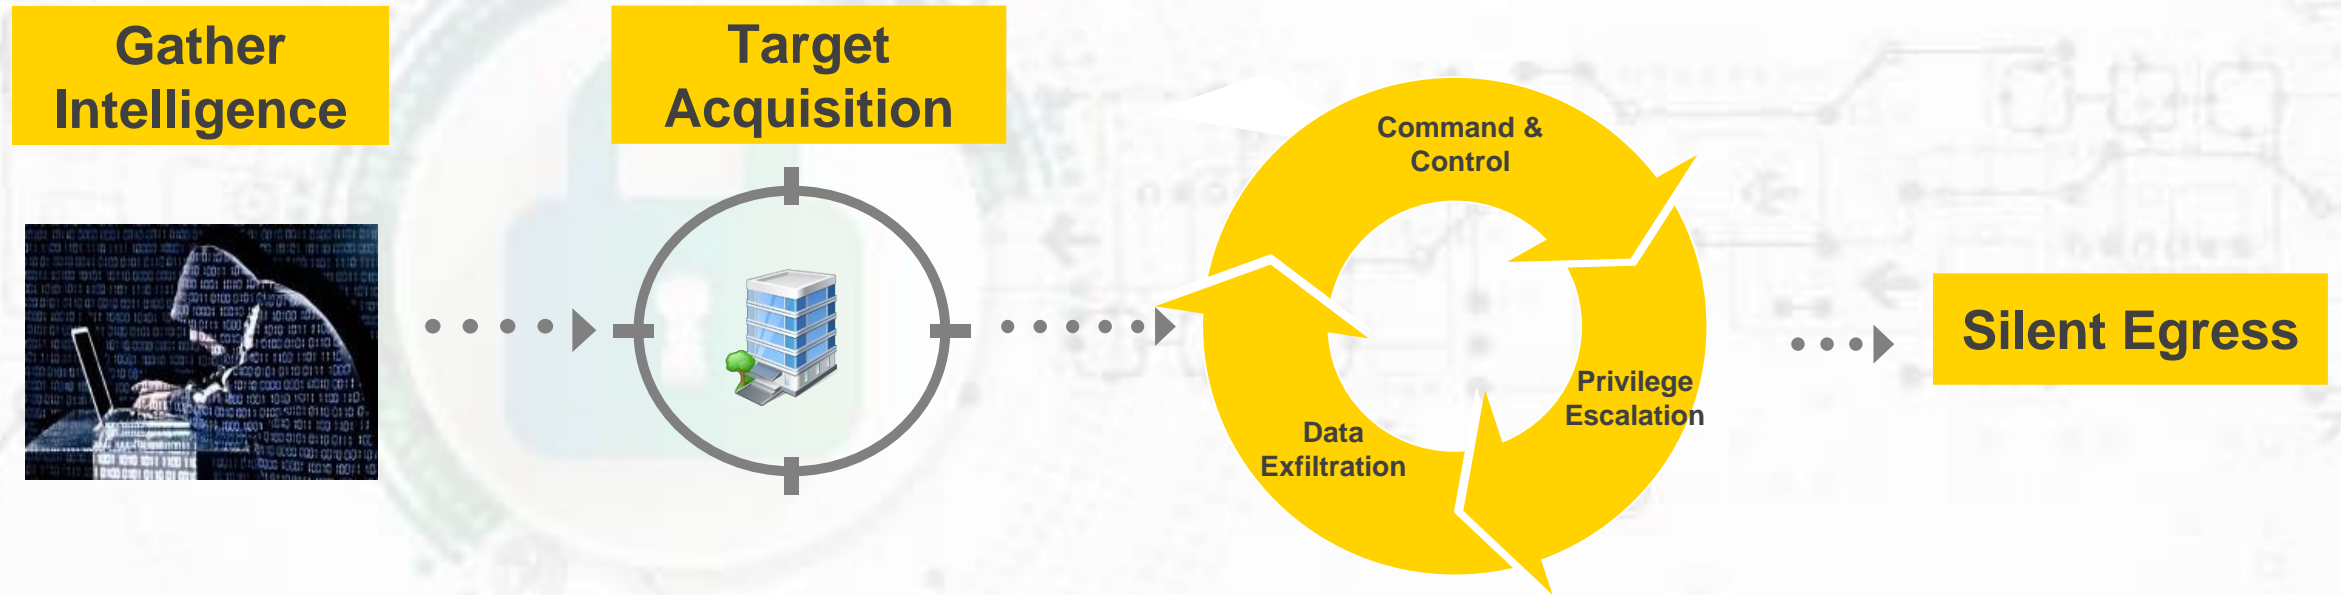 Gather
Intelligence
Target
Acquisition
Command &
Control
Privilege
Escalation
Data
Exfiltration
Silent Egress